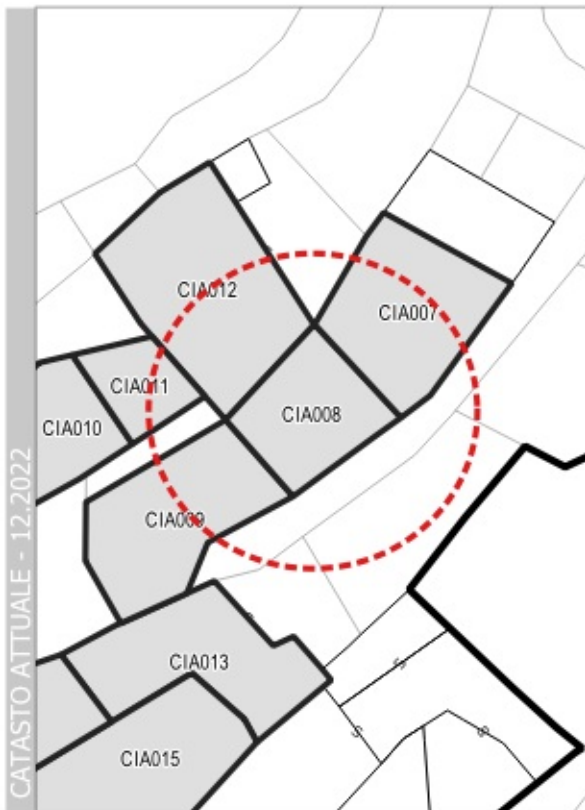 CATASTO ATTUALE - 12.2022
CIA012
CIA007
CIA011
CIA008
CIA010
CIA009
CIA013
CIA015
S
S
S